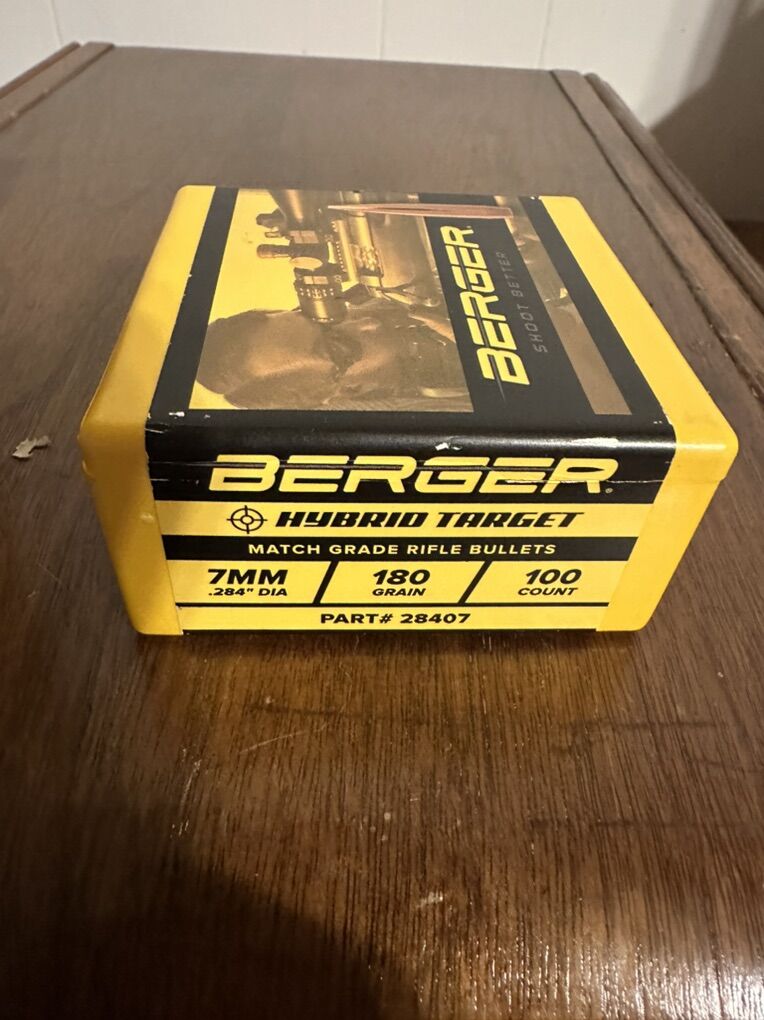 BERGER
SHOOT BETTER
BERGER
HYBRID TARGET
MATCH GRADE RIFLE BULLETS
7MM 180 100
.284" DIA GRAIN COUNT
PART# 28407